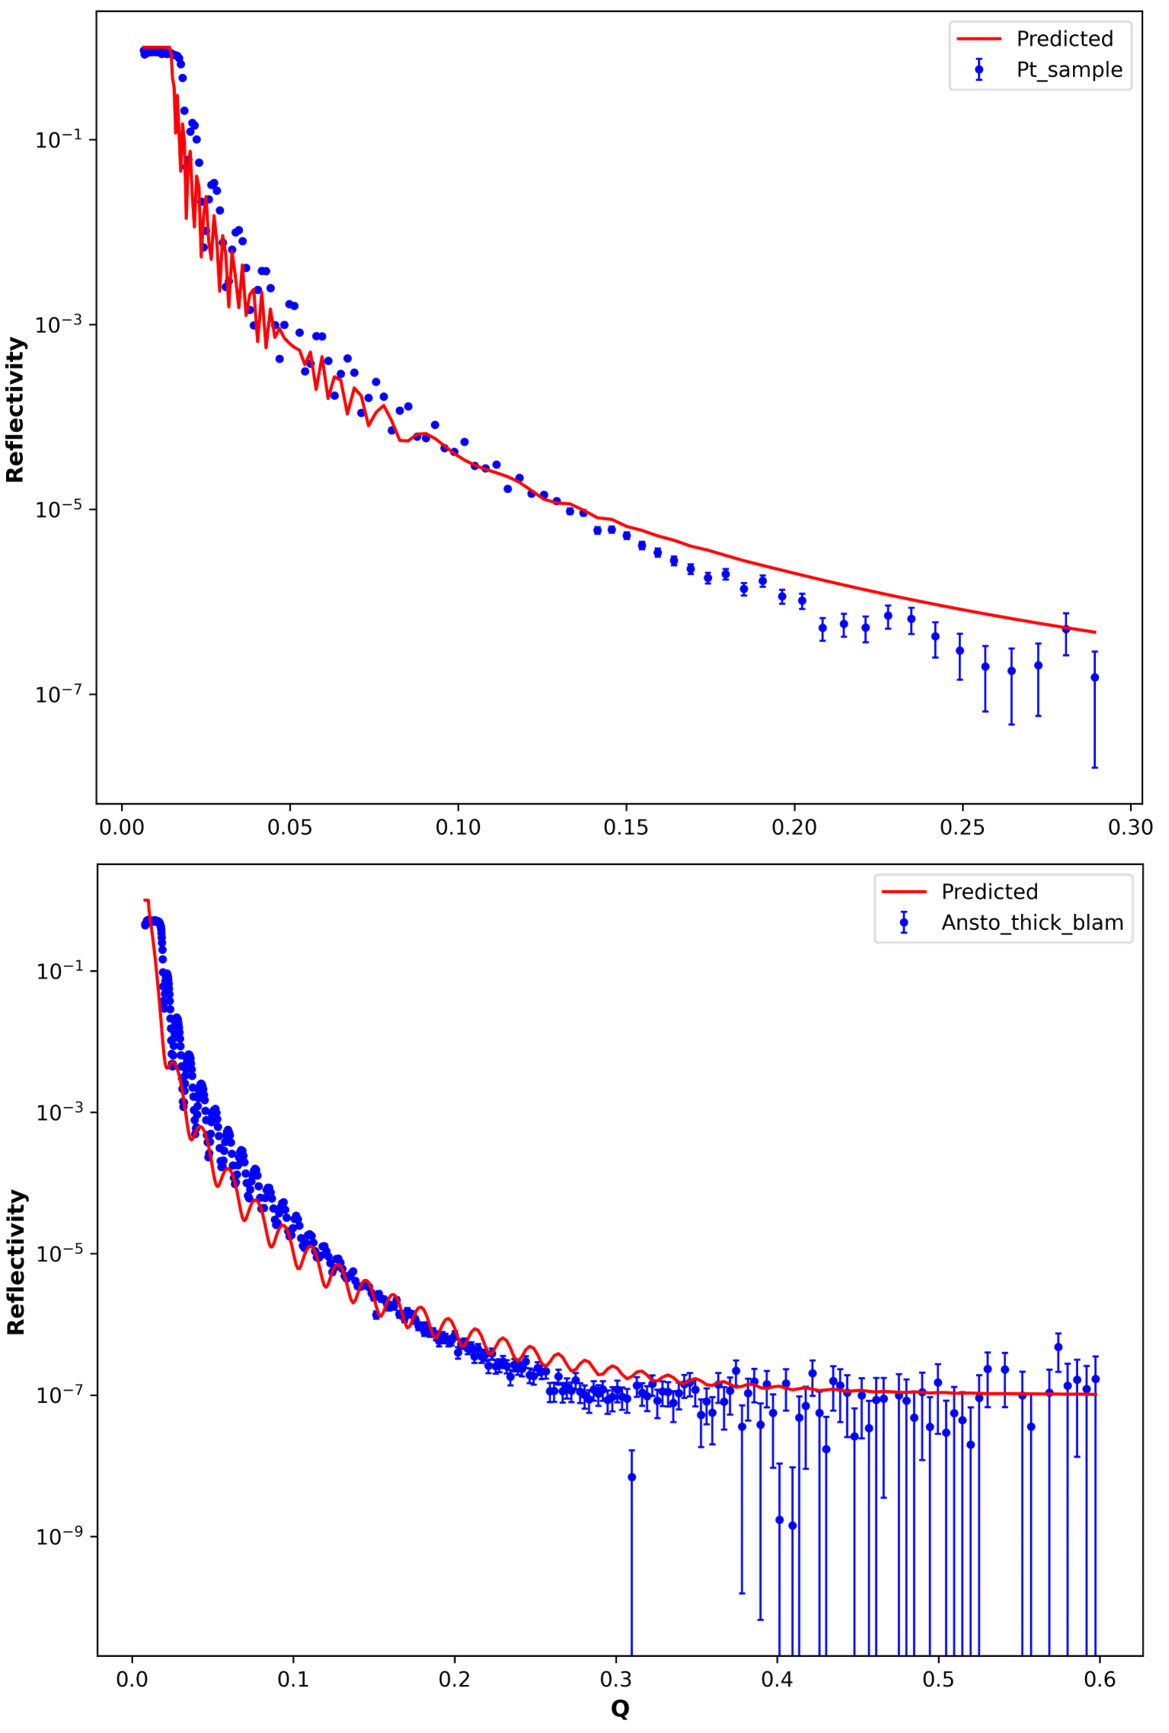 Predicted
Pt_sample
10⁻¹
10⁻³
10⁻⁵
10⁻⁷
Reflectivity
0.00 0.05 0.10 0.15 0.20 0.25 0.30
Predicted
Ansto_thick_blam
10⁻¹
10⁻³
10⁻⁵
10⁻⁷
10⁻⁹
Reflectivity
0.0 0.1 0.2 0.3 0.4 0.5 0.6
Q